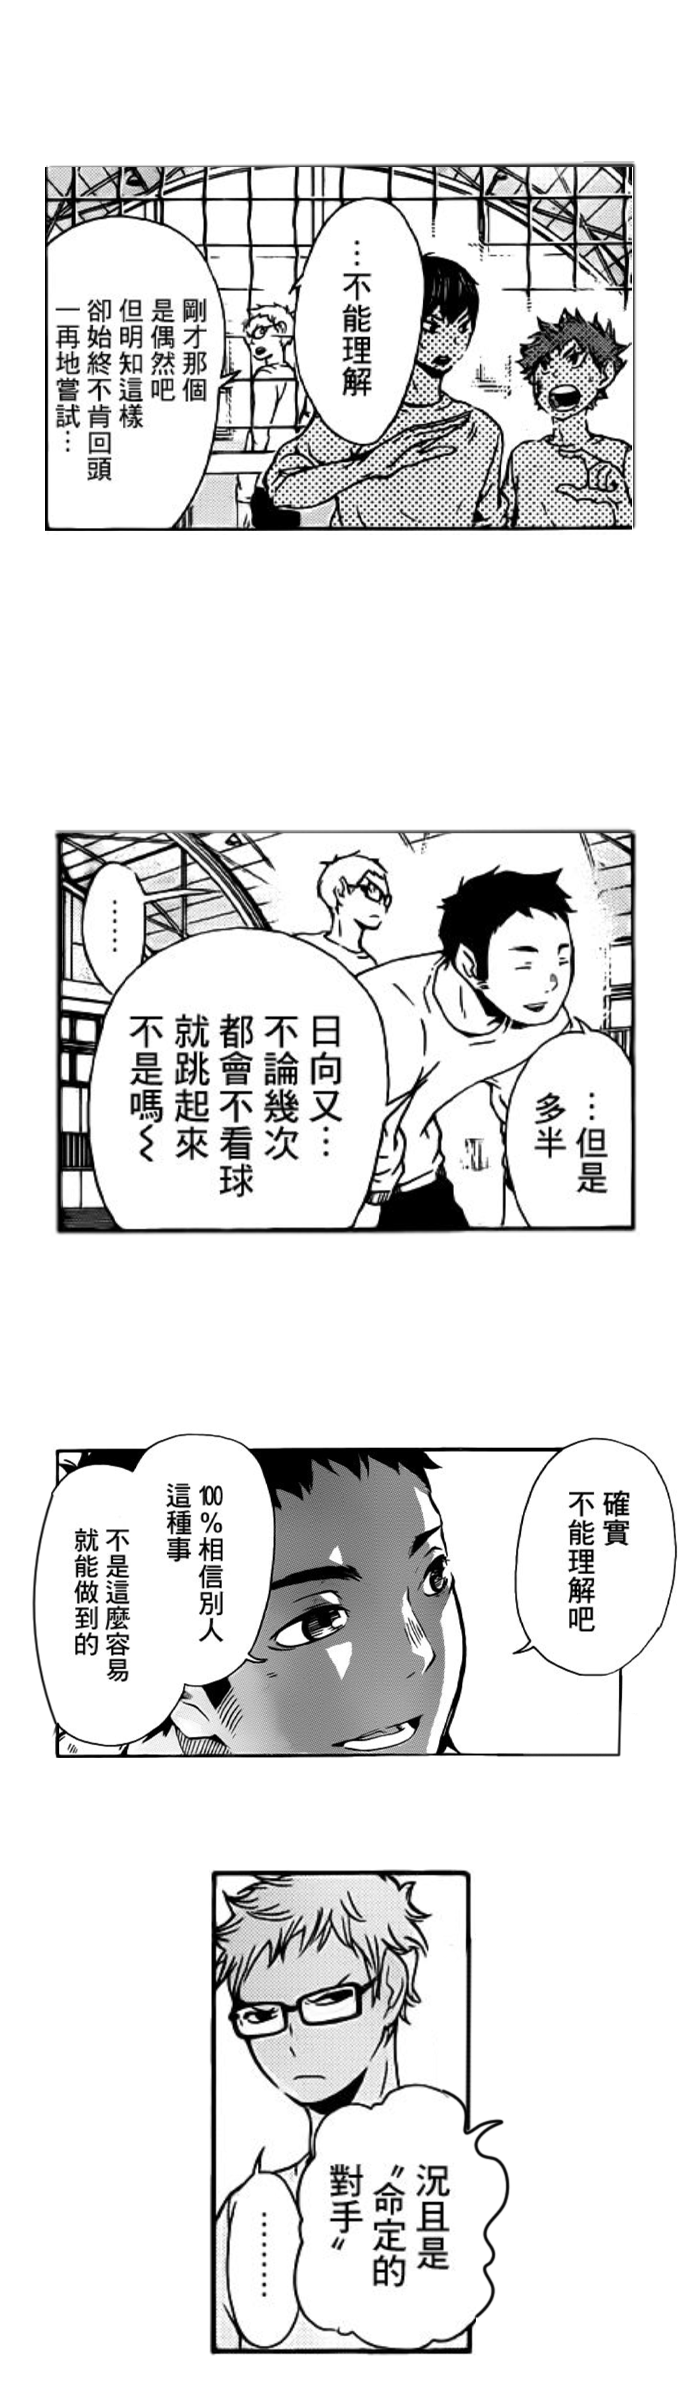 …不能理解
剛才那個
是偶然吧
但明知這樣
卻始終不肯回頭
一再地嘗試…
…但是
多半
日向又…
不論幾次
都會不看球
就跳起來
不是嗎～
……
確實
不能理解吧
100%相信別人
這種事
不是這麼容易
就能做到的
況且是
〝命定的
對手〞
………